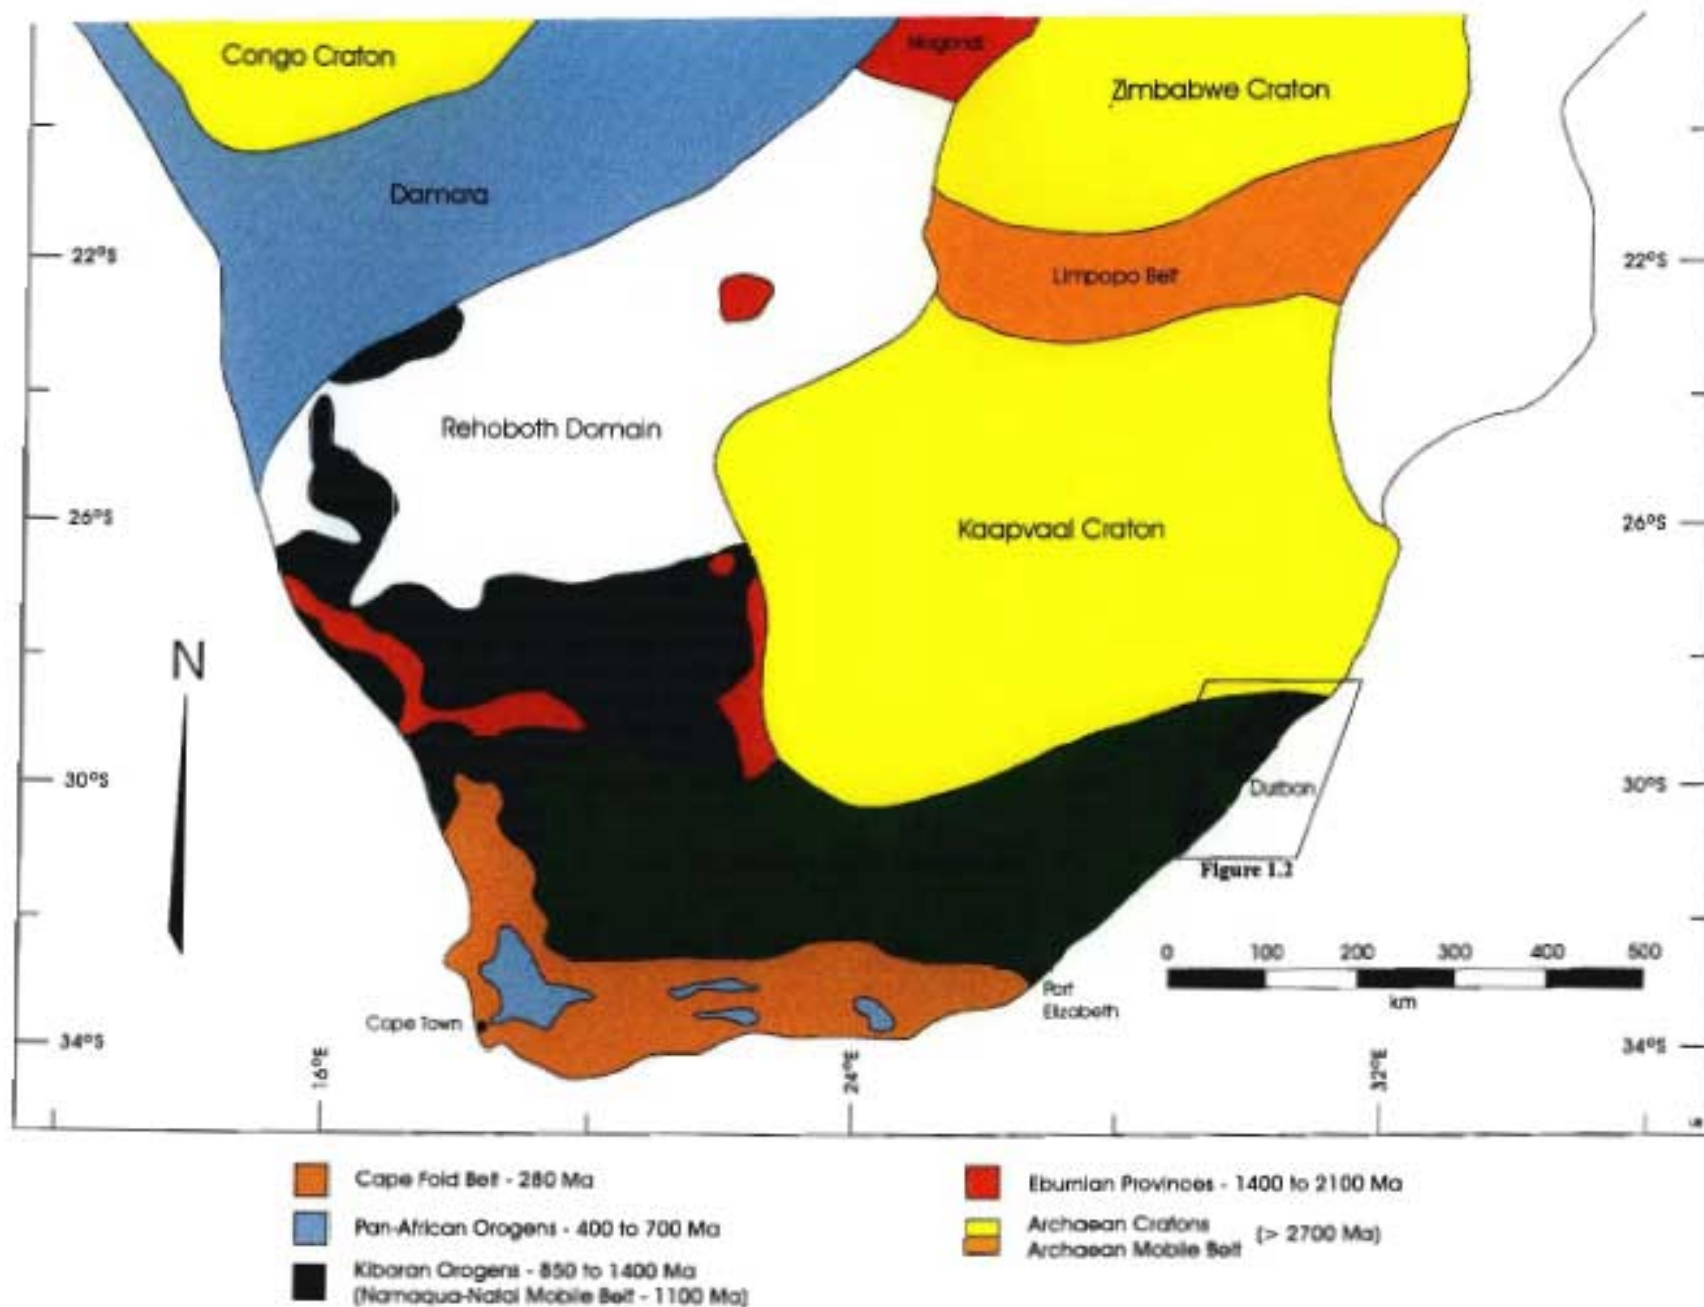 Congo Craton
Magondi
Zimbabwe Craton
Damara
22°S
22°S
Limpopo Belt
Rehoboth Domain
26°S
Kaapvaal Craton
26°S
N
30°S
Durban
30°S
Figure 1.2
0 100 200 300 400 500
km
Port
Elizabeth
Cape Town
34°S
34°S
16°E
24°E
32°E
Cape Fold Belt - 280 Ma
Pan-African Orogens - 400 to 700 Ma
Kibaran Orogens - 850 to 1400 Ma
(Namaqua-Natal Mobile Belt - 1100 Ma)
Eburnian Provinces - 1400 to 2100 Ma
Archaean Cratons
Archaean Mobile Belt
(> 2700 Ma)